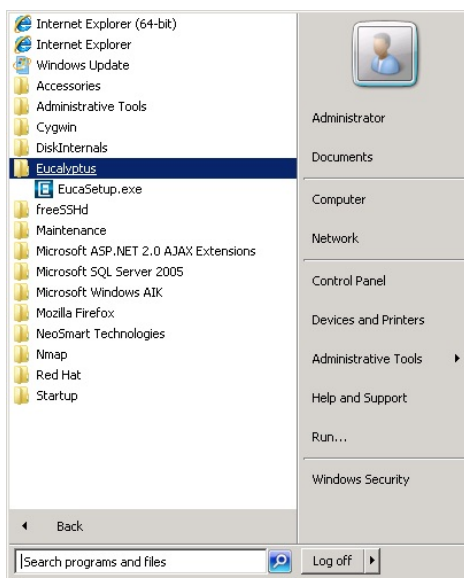 Internet Explorer (64-bit)
Internet Explorer
Windows Update
Accessories
Administrative Tools
Cygwin
DiskInternals
Eucalyptus
EucaSetup.exe
freeSSHd
Maintenance
Microsoft ASP.NET 2.0 AJAX Extensions
Microsoft SQL Server 2005
Microsoft Windows AIK
Mozilla Firefox
NeoSmart Technologies
Nmap
Red Hat
Startup
Back
Search programs and files
Administrator
Documents
Computer
Network
Control Panel
Devices and Printers
Administrative Tools
Help and Support
Run...
Windows Security
Log off